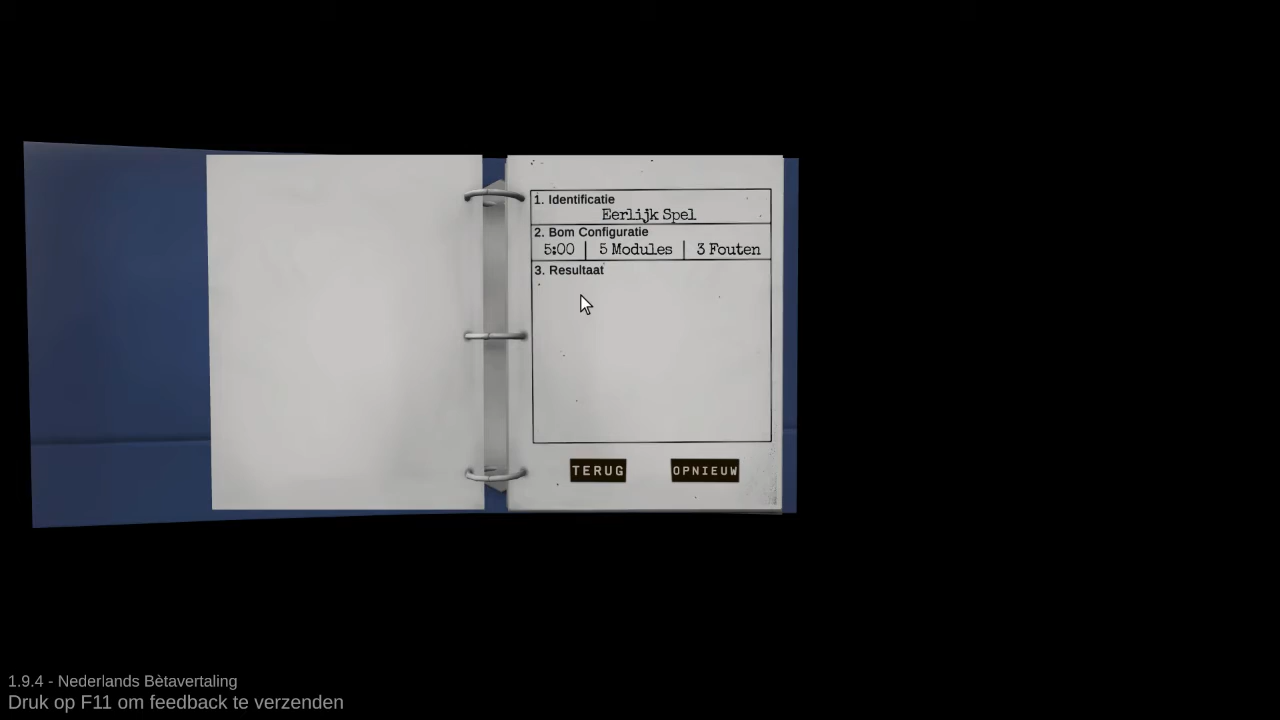 1. Identificatie
Eerlijk Spel
2. Bom Configuratie
5:00 | 5 Modules | 3 Fouten
3. Resultaat
TERUG OPNIEUW
1.9.4 - Nederlands Bètavertaling
Druk op F11 om feedback te verzenden